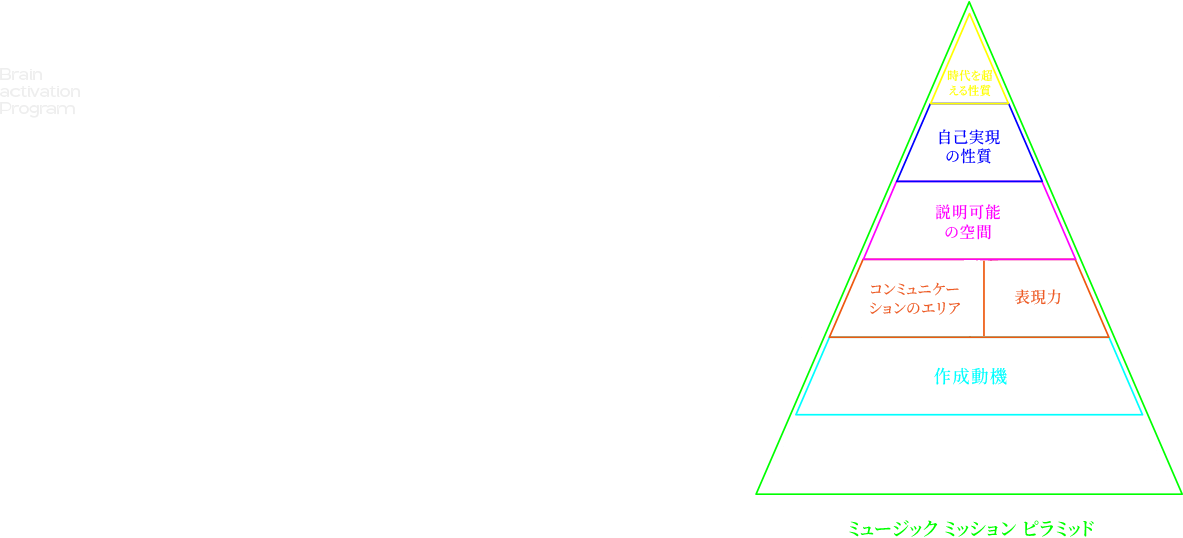 Brain
activation
Program
時代を超
える性質
自己実現
の性質
説明可能
の空間
コンミュニケー
ションのエリア
表現力
作成動機
ミュージック ミッション ピラミッド